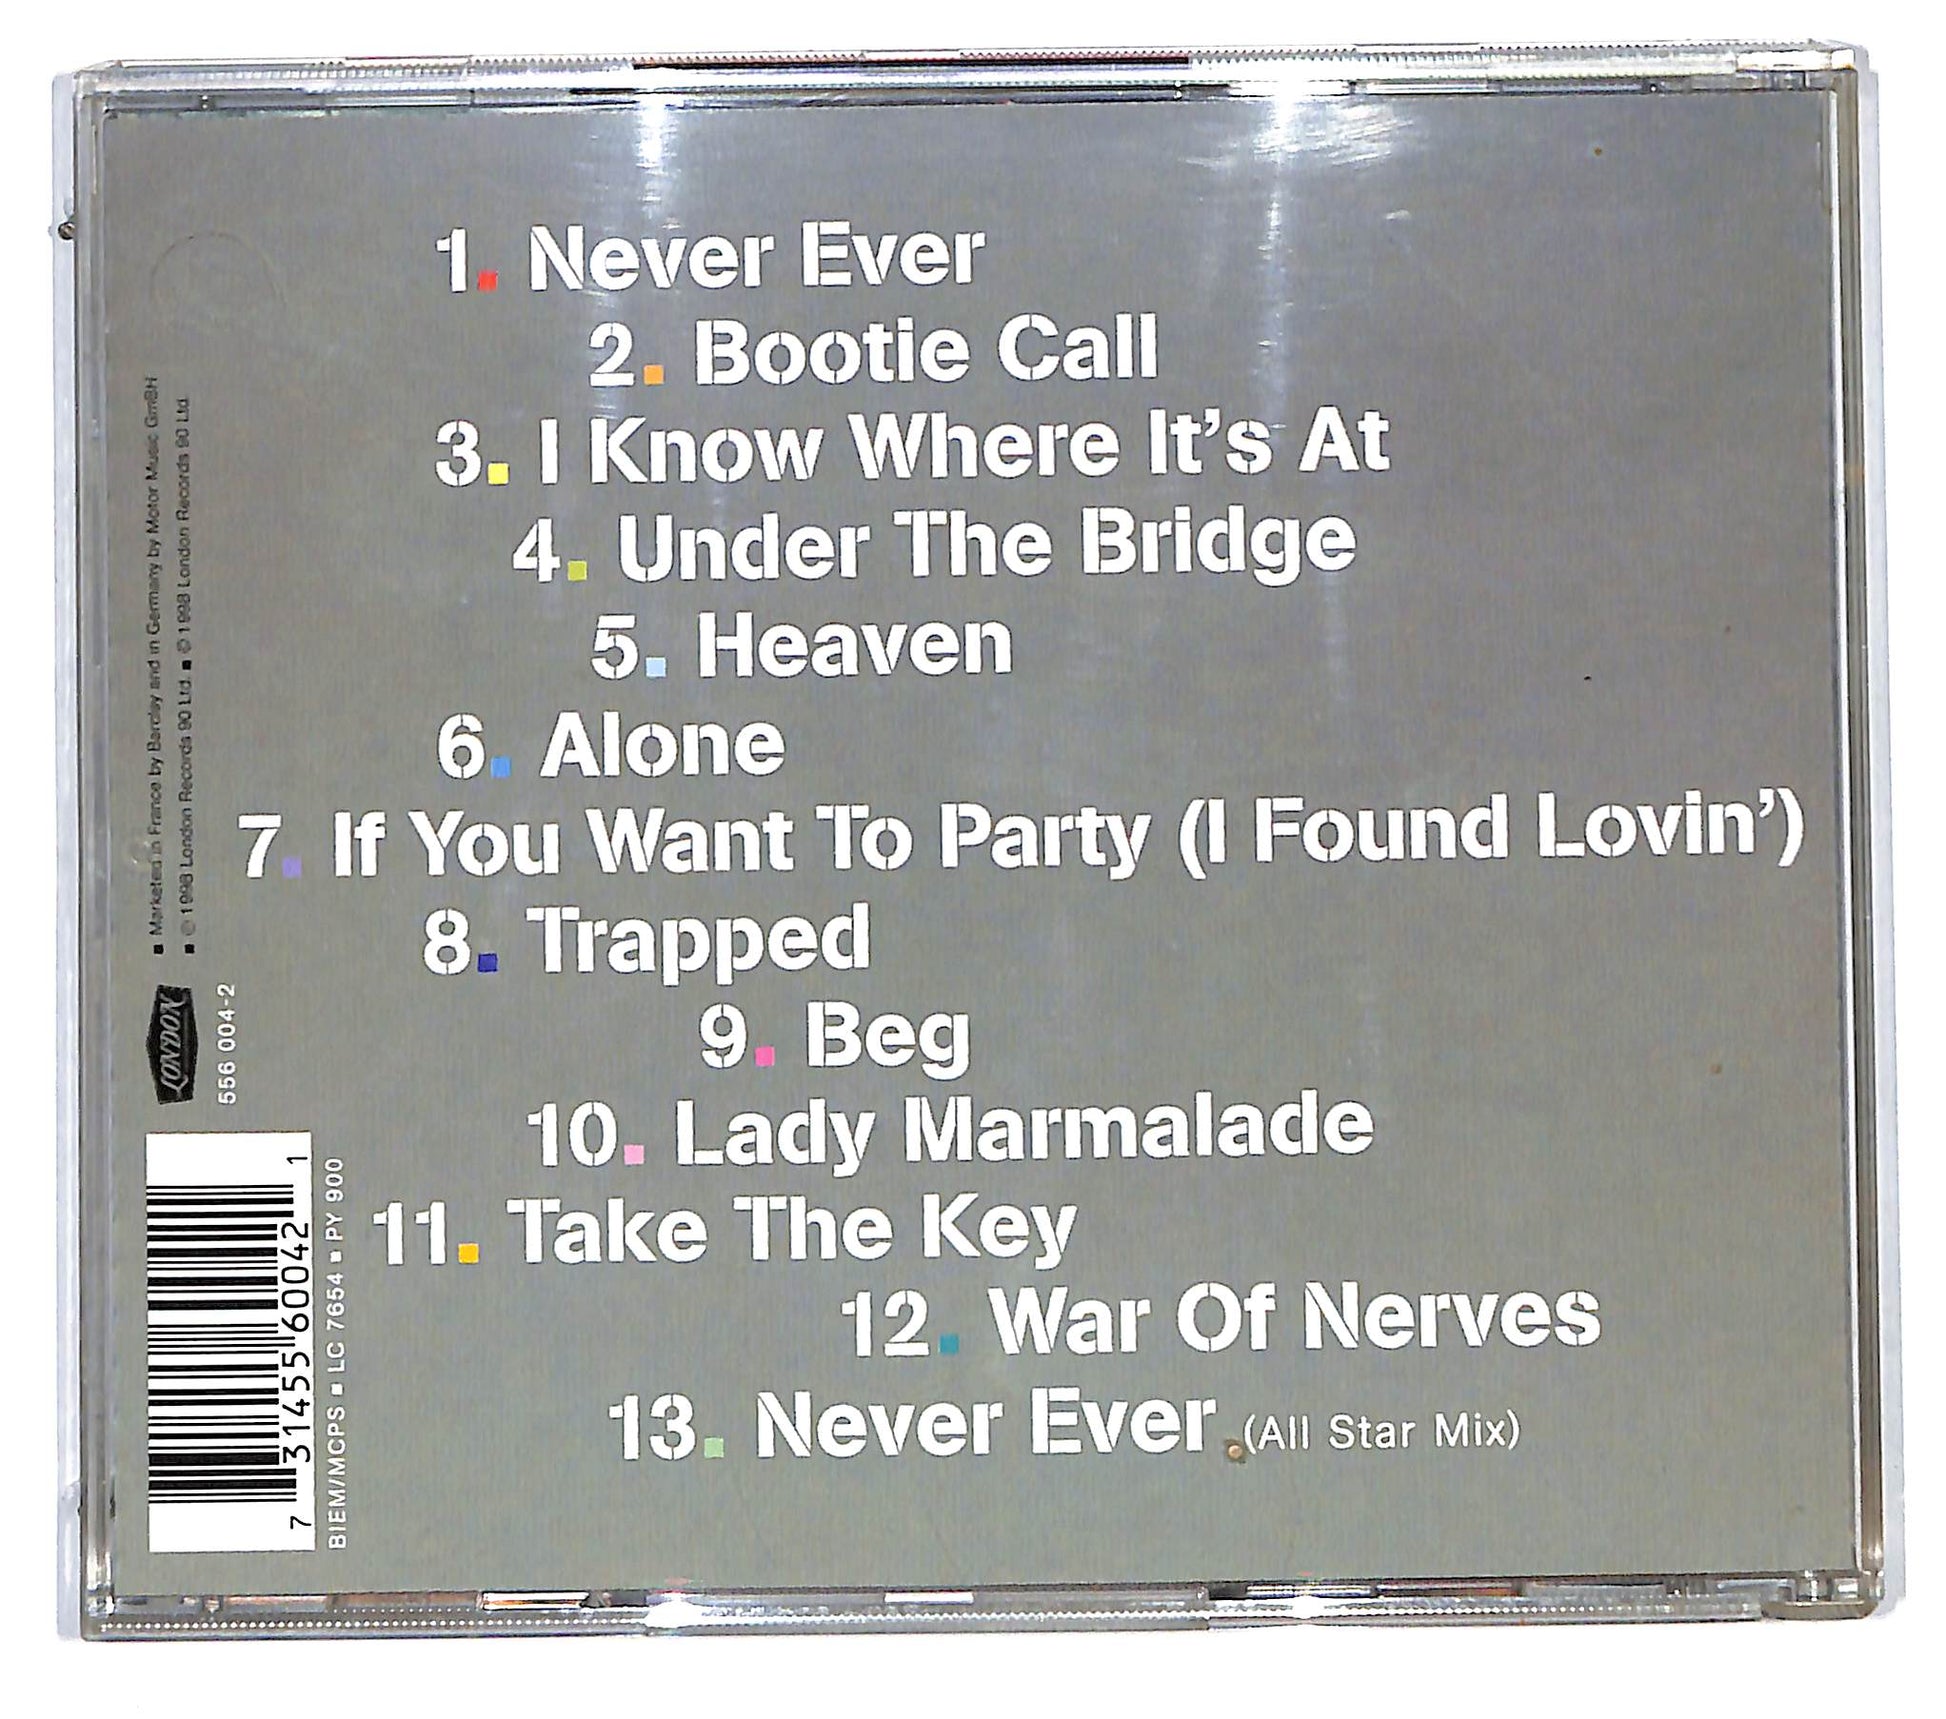 1. Never Ever
2. Bootie Call
3. I Know Where It's At
4. Under The Bridge
5. Heaven
6. Alone
7. If You Want To Party (I Found Lovin')
8. Trapped
9. Beg
10. Lady Marmalade
11. Take The Key
12. War Of Nerves
13. Never Ever (All Star Mix)
■ Marketed in France by Barclay and in Germany by Motor Music GmBH
■ ℗ 1998 London Records 90 Ltd. ■ © 1998 London Records 90 Ltd
LONDON
556 004-2
7 31455 60042 1
BIEM/MCPS ■ LC 7654 ■ PY 900